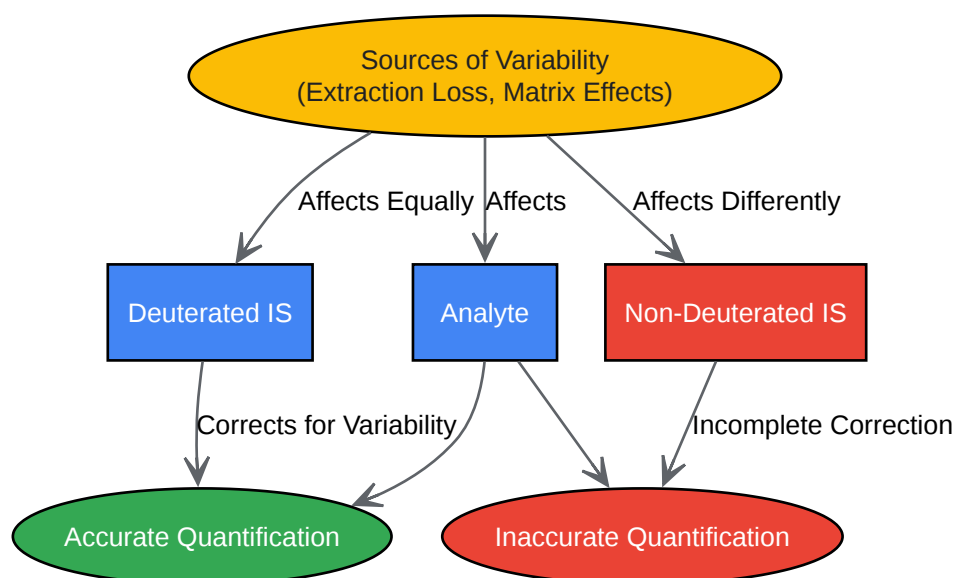 Sources of Variability
(Extraction Loss, Matrix Effects)
Affects Equally
Affects
Affects Differently
Deuterated IS
Analyte
Non-Deuterated IS
Corrects for Variability
Incomplete Correction
Accurate Quantification
Inaccurate Quantification